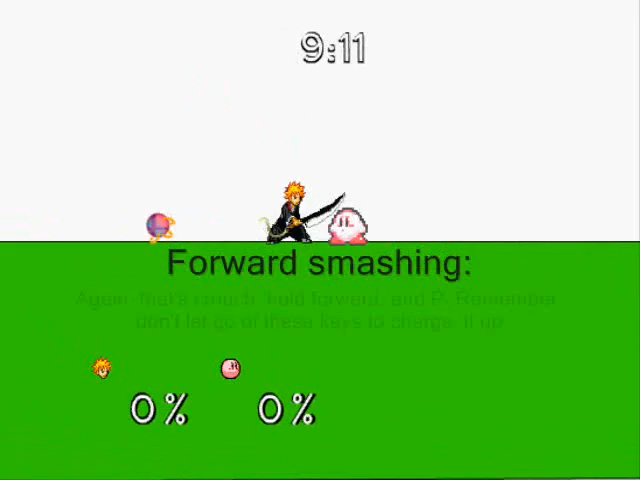 9:11
Forward smashing:
Again, that's crouch, hold forward, and P. Remember
don't let go of these keys to charge it up
0% 0%